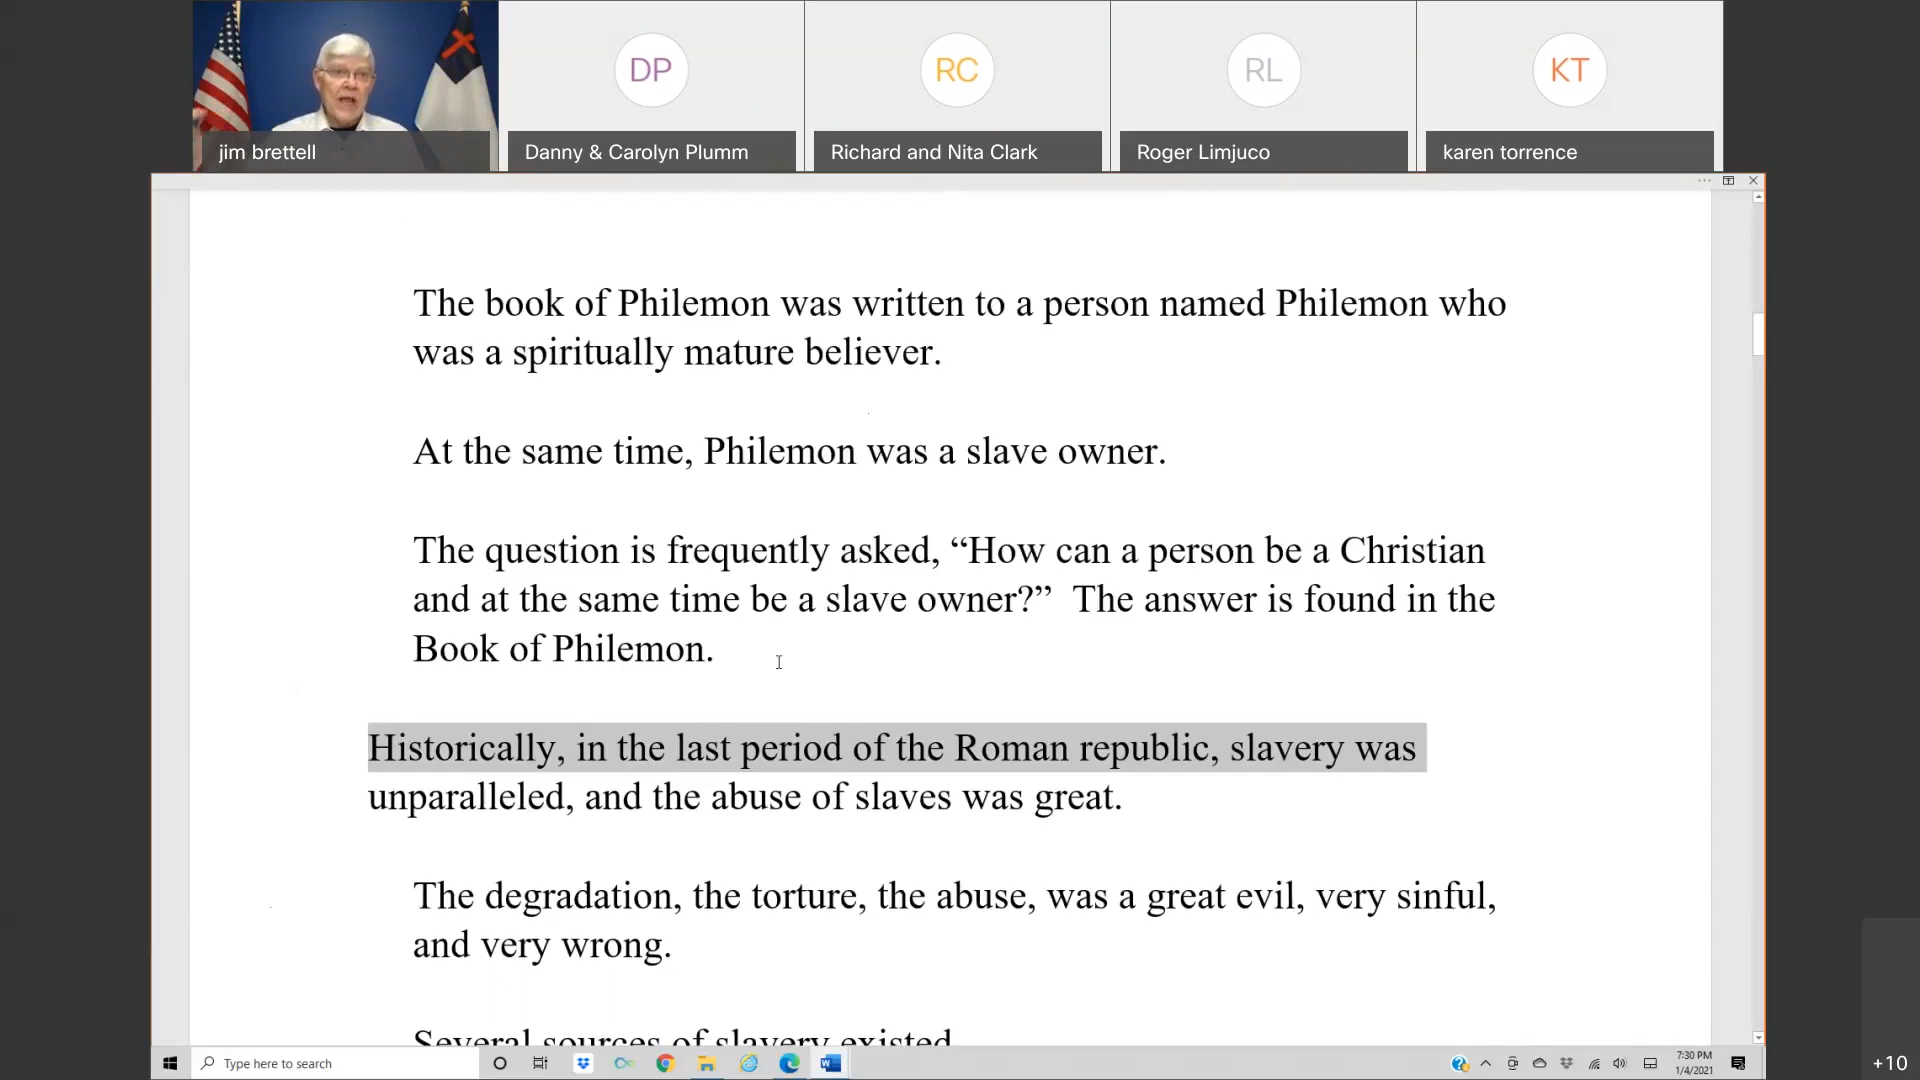 DP
RC
RL
KT
jim brettell
Danny & Carolyn Plumm
Richard and Nita Clark
Roger Limjuco
karen torrence
The book of Philemon was written to a person named Philemon who
was a spiritually mature believer.
At the same time, Philemon was a slave owner.
The question is frequently asked, “How can a person be a Christian
and at the same time be a slave owner?”  The answer is found in the
Book of Philemon.
Historically, in the last period of the Roman republic, slavery was
unparalleled, and the abuse of slaves was great.
The degradation, the torture, the abuse, was a great evil, very sinful,
and very wrong.
Several sources of slavery existed
Type here to search
7:30 PM
1/4/2021
+10